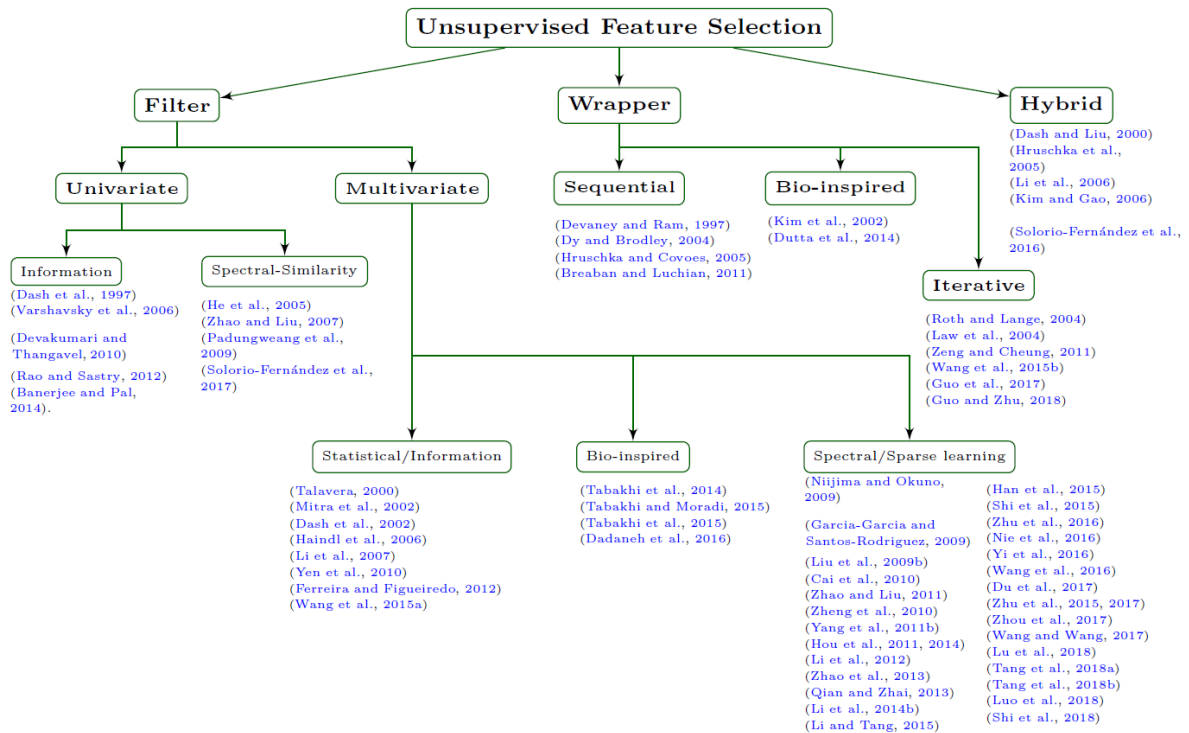 Unsupervised Feature Selection
Filter
Wrapper
Hybrid
(Dash and Liu, 2000)
(Hruschka et al.,
2005)
(Li et al., 2006)
(Kim and Gao, 2006)
(Solorio-Fernández et al.,
2016)
Univariate
Multivariate
Sequential
(Devaney and Ram, 1997)
(Dy and Brodley, 2004)
(Hruschka and Covoes, 2005)
(Breaban and Luchian, 2011)
Bio-inspired
(Kim et al., 2002)
(Dutta et al., 2014)
Iterative
(Roth and Lange, 2004)
(Law et al., 2004)
(Zeng and Cheung, 2011)
(Wang et al., 2015b)
(Guo et al., 2017)
(Guo and Zhu, 2018)
Information
(Dash et al., 1997)
(Varshavsky et al., 2006)
(Devakumari and
Thangavel, 2010)
(Rao and Sastry, 2012)
(Banerjee and Pal,
2014).
Spectral-Similarity
(He et al., 2005)
(Zhao and Liu, 2007)
(Padungweang et al.,
2009)
(Solorio-Fernández et al.,
2017)
Statistical/Information
(Talavera, 2000)
(Mitra et al., 2002)
(Dash et al., 2002)
(Haindl et al., 2006)
(Li et al., 2007)
(Yen et al., 2010)
(Ferreira and Figueiredo, 2012)
(Wang et al., 2015a)
Bio-inspired
(Tabakhi et al., 2014)
(Tabakhi and Moradi, 2015)
(Tabakhi et al., 2015)
(Dadaneh et al., 2016)
Spectral/Sparse learning
(Niijima and Okuno,
2009)
(Garcia-Garcia and
Santos-Rodriguez, 2009)
(Liu et al., 2009b)
(Cai et al., 2010)
(Zhao and Liu, 2011)
(Zheng et al., 2010)
(Yang et al., 2011b)
(Hou et al., 2011, 2014)
(Li et al., 2012)
(Zhao et al., 2013)
(Qian and Zhai, 2013)
(Li et al., 2014b)
(Li and Tang, 2015)
(Han et al., 2015)
(Shi et al., 2015)
(Zhu et al., 2016)
(Nie et al., 2016)
(Yi et al., 2016)
(Wang et al., 2016)
(Du et al., 2017)
(Zhu et al., 2015, 2017)
(Zhou et al., 2017)
(Wang and Wang, 2017)
(Lu et al., 2018)
(Tang et al., 2018a)
(Tang et al., 2018b)
(Luo et al., 2018)
(Shi et al., 2018)